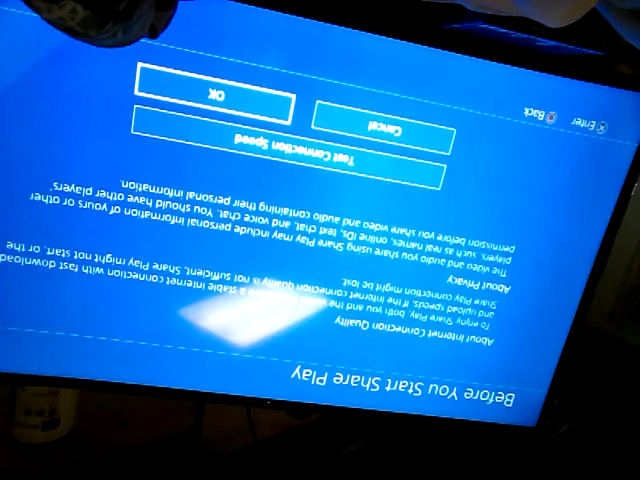 Before You Start Share Play
About Internet Connection Quality
To enjoy Share Play, both you and the a stable Internet connection with fast download
and upload speeds. If the Internet connection quality is not sufficient, Share Play might not start, or the
Share Play connection might be lost.
About Privacy
The video and audio you share using Share Play may include personal information of yours or other
players, such as real names, online IDs, text chat, and voice chat. You should have other players'
permission before you share video and audio containing their personal information.
Test Connection Speed
Cancel
OK
Enter Back